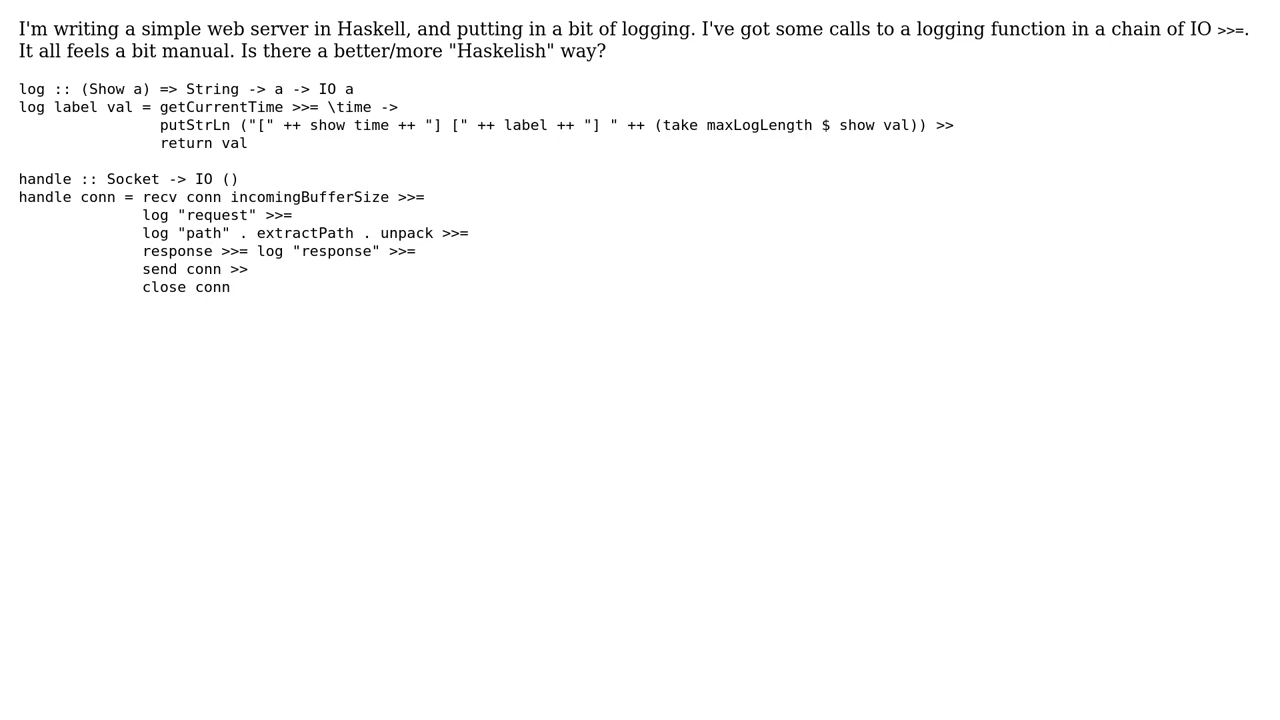 I'm writing a simple web server in Haskell, and putting in a bit of logging. I've got some calls to a logging function in a chain of IO >>=.
It all feels a bit manual. Is there a better/more "Haskelish" way?
log :: (Show a) => String -> a -> IO a
log label val = getCurrentTime >>= \time ->
                putStrLn ("[" ++ show time ++ "] [" ++ label ++ "] " ++ (take maxLogLength $ show val)) >>
                return val
handle :: Socket -> IO ()
handle conn = recv conn incomingBufferSize >>=
              log "request" >>=
              log "path" . extractPath . unpack >>=
              response >>= log "response" >>=
              send conn >>
              close conn